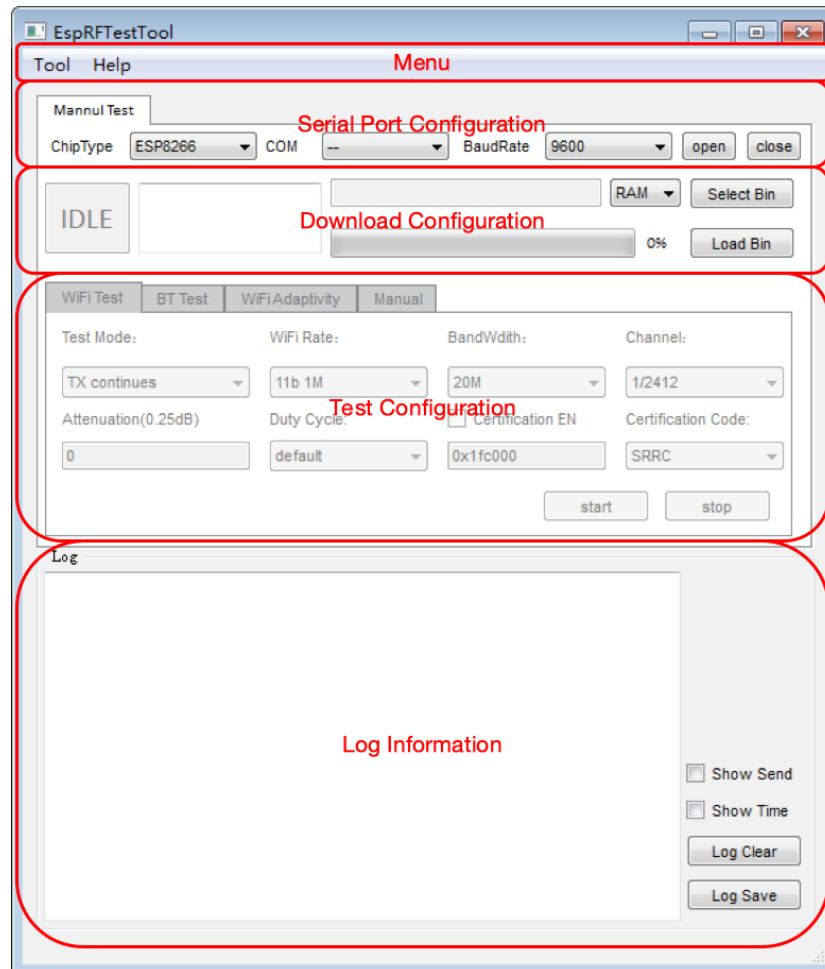 EspRFTestTool
Tool Help Menu
Mannul Test
Serial Port Configuration
ChipType ESP8266 COM -- BaudRate 9600 open close
IDLE RAM Select Bin
Download Configuration
0% Load Bin
WiFi Test BT Test WiFi Adaptivity Manual
Test Mode: WiFi Rate: BandWdith: Channel:
TX continues 11b 1M 20M 1/2412
Test Configuration
Attenuation(0.25dB) Duty Cycle: Certification EN Certification Code:
0 default 0x1fc000 SRRC
start stop
Log
Log Information
Show Send
Show Time
Log Clear
Log Save